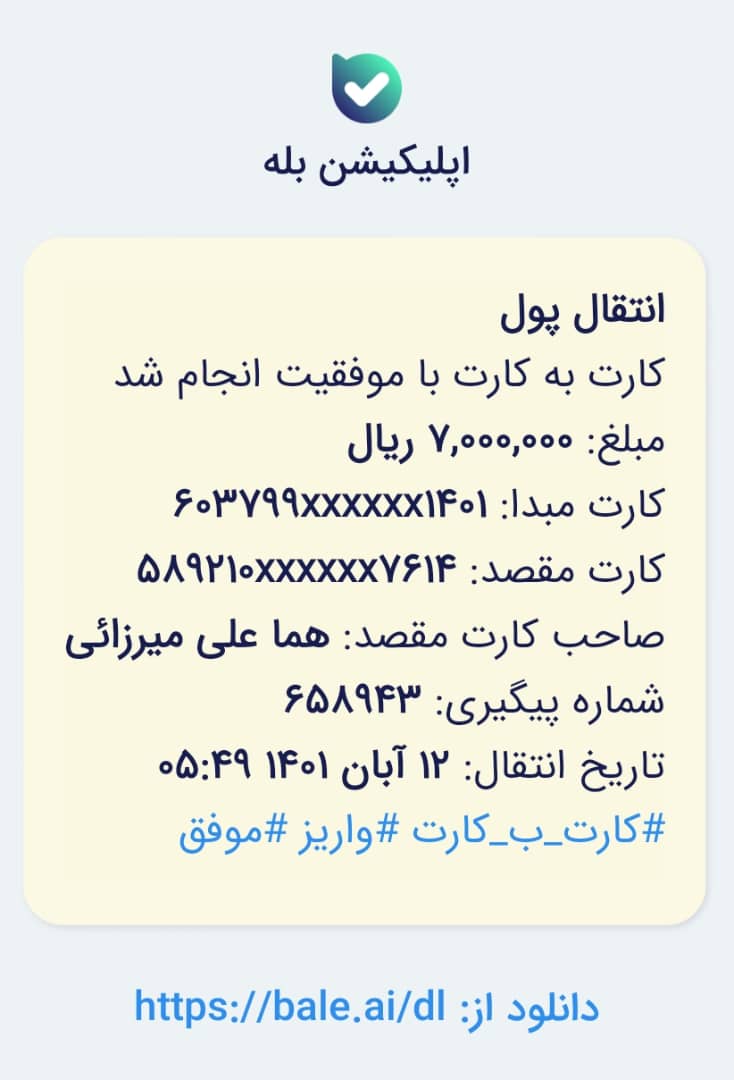 اپلیکیشن بله
انتقال پول
کارت به کارت با موفقیت انجام شد
مبلغ: ۷,۰۰۰,۰۰۰ ریال
کارت مبدا: ۶۰۳۷۹۹xxxxxx۱۴۰۱
کارت مقصد: ۵۸۹۲۱۰xxxxxx۷۶۱۴
صاحب کارت مقصد: هما علی میرزائی
شماره پیگیری: ۶۵۸۹۴۳
تاریخ انتقال: ۱۲ آبان ۱۴۰۱ ۰۵:۴۹
#کارت_ب_کارت #واریز #موفق
دانلود از: https://bale.ai/dl